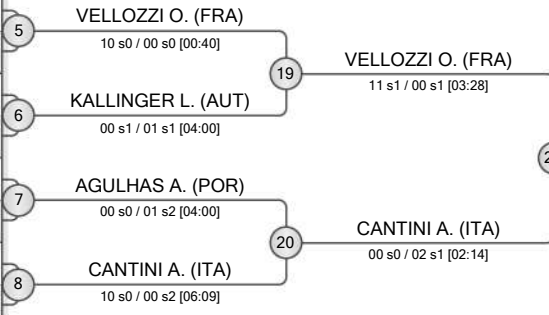 5
VELLOZZI O. (FRA)
10 s0 / 00 s0 [00:40]
19
VELLOZZI O. (FRA)
11 s1 / 00 s1 [03:28]
6
KALLINGER L. (AUT)
00 s1 / 01 s1 [04:00]
7
AGULHAS A. (POR)
00 s0 / 01 s2 [04:00]
20
CANTINI A. (ITA)
00 s0 / 02 s1 [02:14]
8
CANTINI A. (ITA)
10 s0 / 00 s2 [06:09]